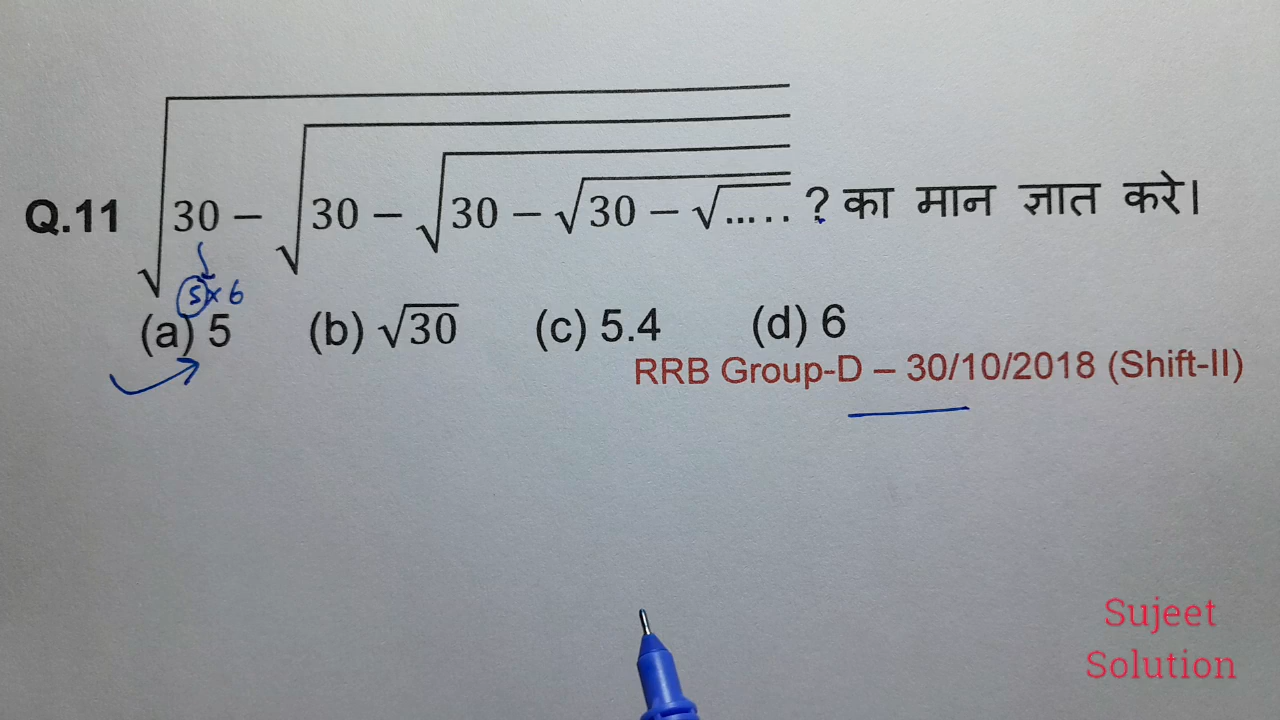 Q.11 √30 − √30 − √30 − √30 − √..... ? का मान ज्ञात करे।
5 × 6
(a) 5 (b) √30 (c) 5.4 (d) 6
RRB Group-D – 30/10/2018 (Shift-II)
Sujeet
Solution